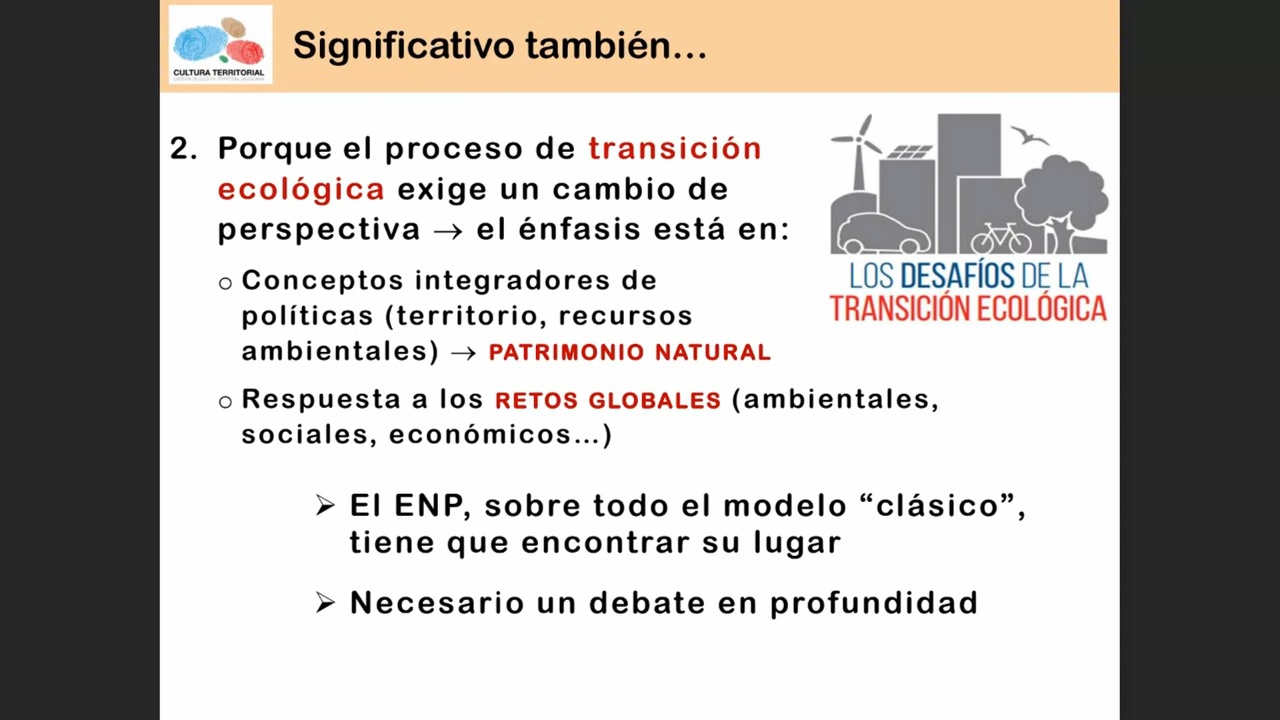 CULTURA TERRITORIAL
Significativo también...
2. Porque el proceso de transición
ecológica exige un cambio de
perspectiva → el énfasis está en:
o Conceptos integradores de
políticas (territorio, recursos
ambientales) → PATRIMONIO NATURAL
o Respuesta a los RETOS GLOBALES (ambientales,
sociales, económicos...)
LOS DESAFÍOS DE LA
TRANSICIÓN ECOLÓGICA
➢ El ENP, sobre todo el modelo “clásico”,
tiene que encontrar su lugar
➢ Necesario un debate en profundidad